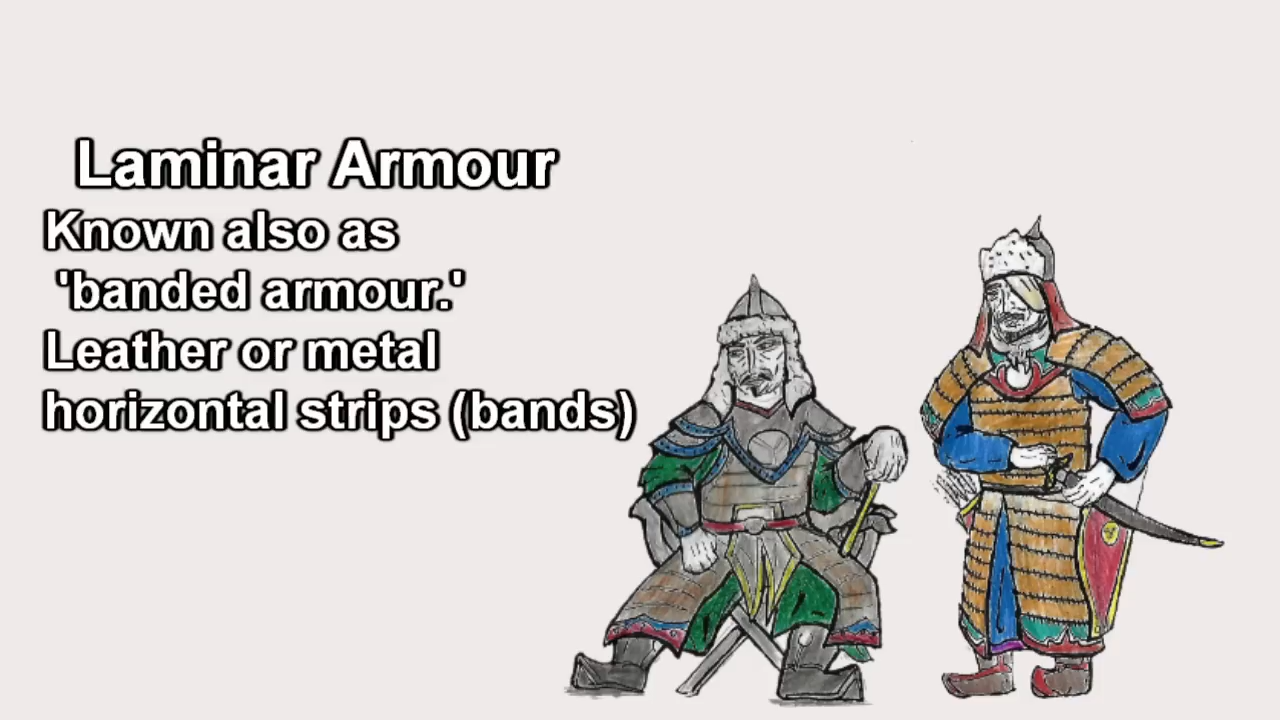 Laminar Armour
Known also as
'banded armour.'
Leather or metal
horizontal strips (bands)